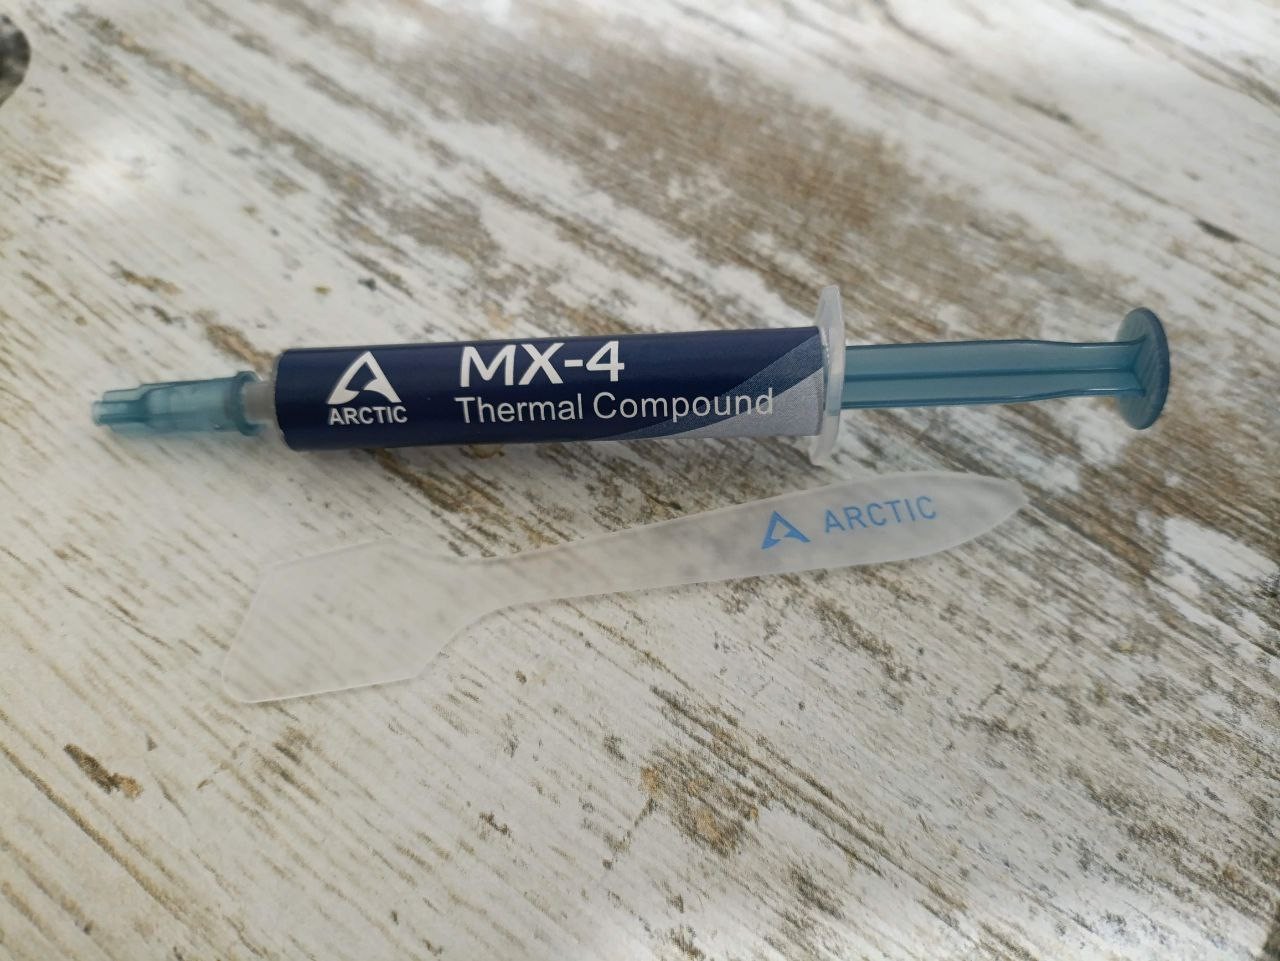 ARCTIC
MX-4
Thermal Compound
ARCTIC